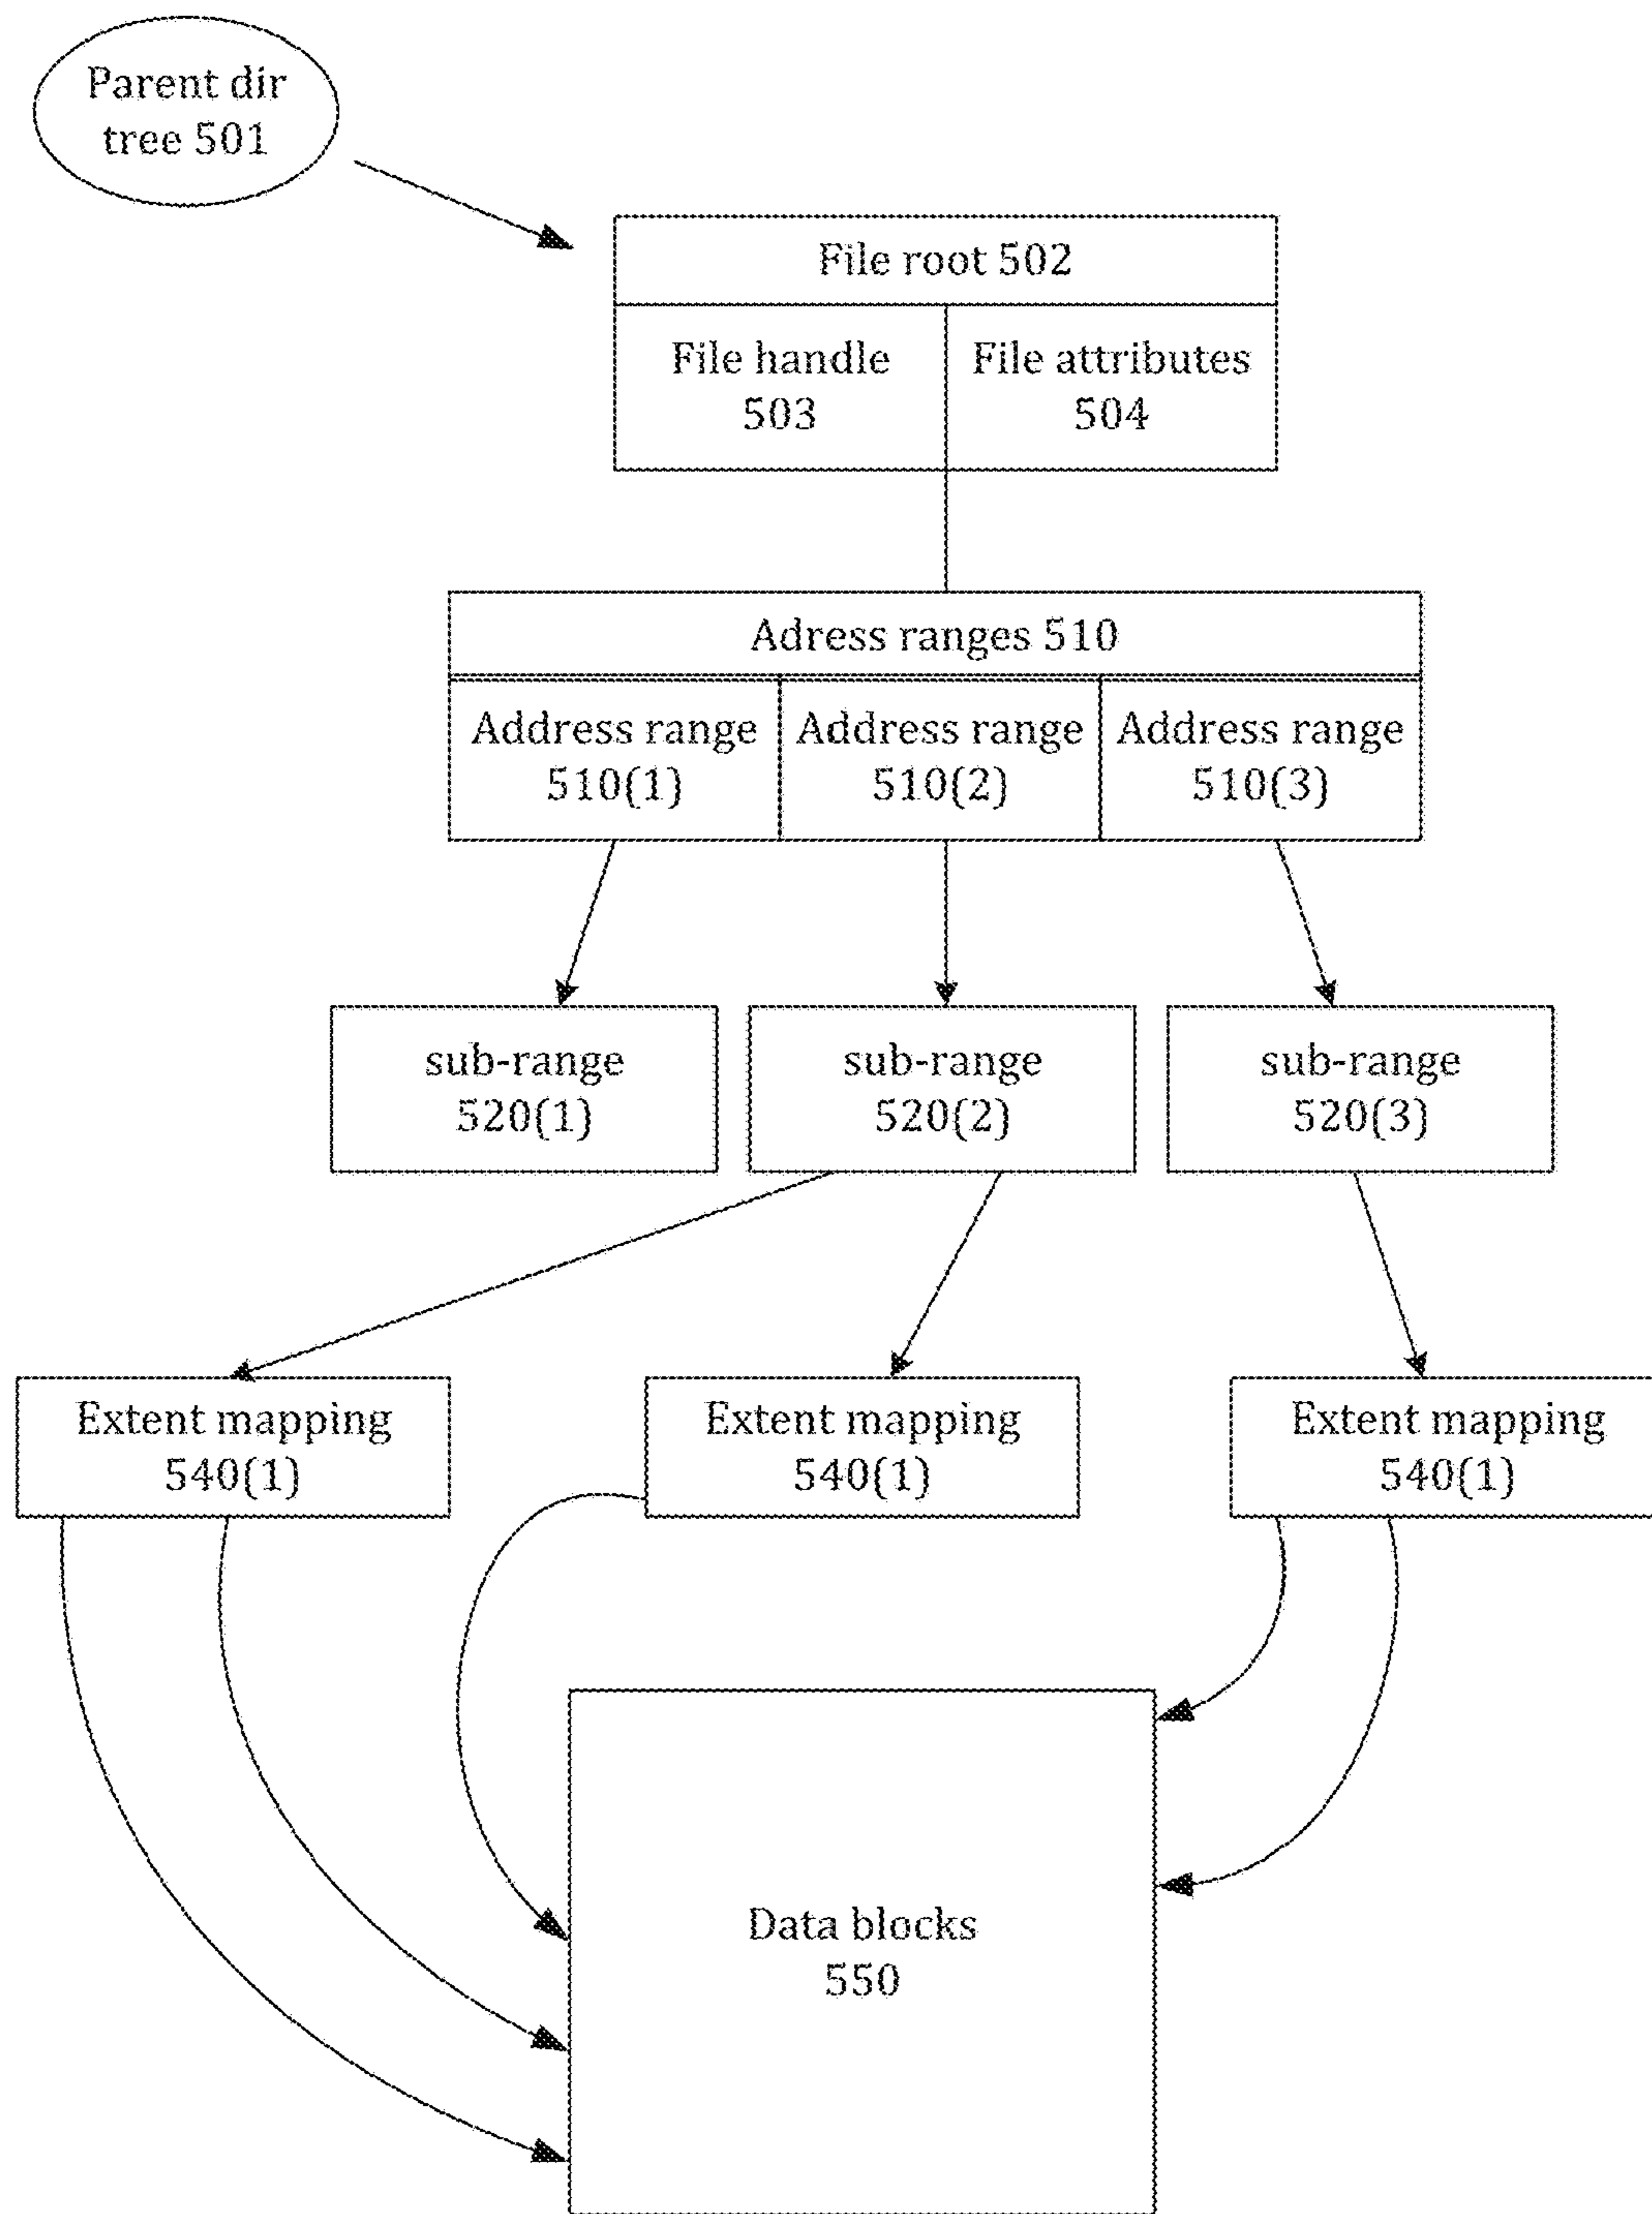 Parent dir
tree 501
File root 502
File handle
503
File attributes
504
Adress ranges 510
Address range
510(1)
Address range
510(2)
Address range
510(3)
sub-range
520(1)
sub-range
520(2)
sub-range
520(3)
Extent mapping
540(1)
Extent mapping
540(1)
Extent mapping
540(1)
Data blocks
550